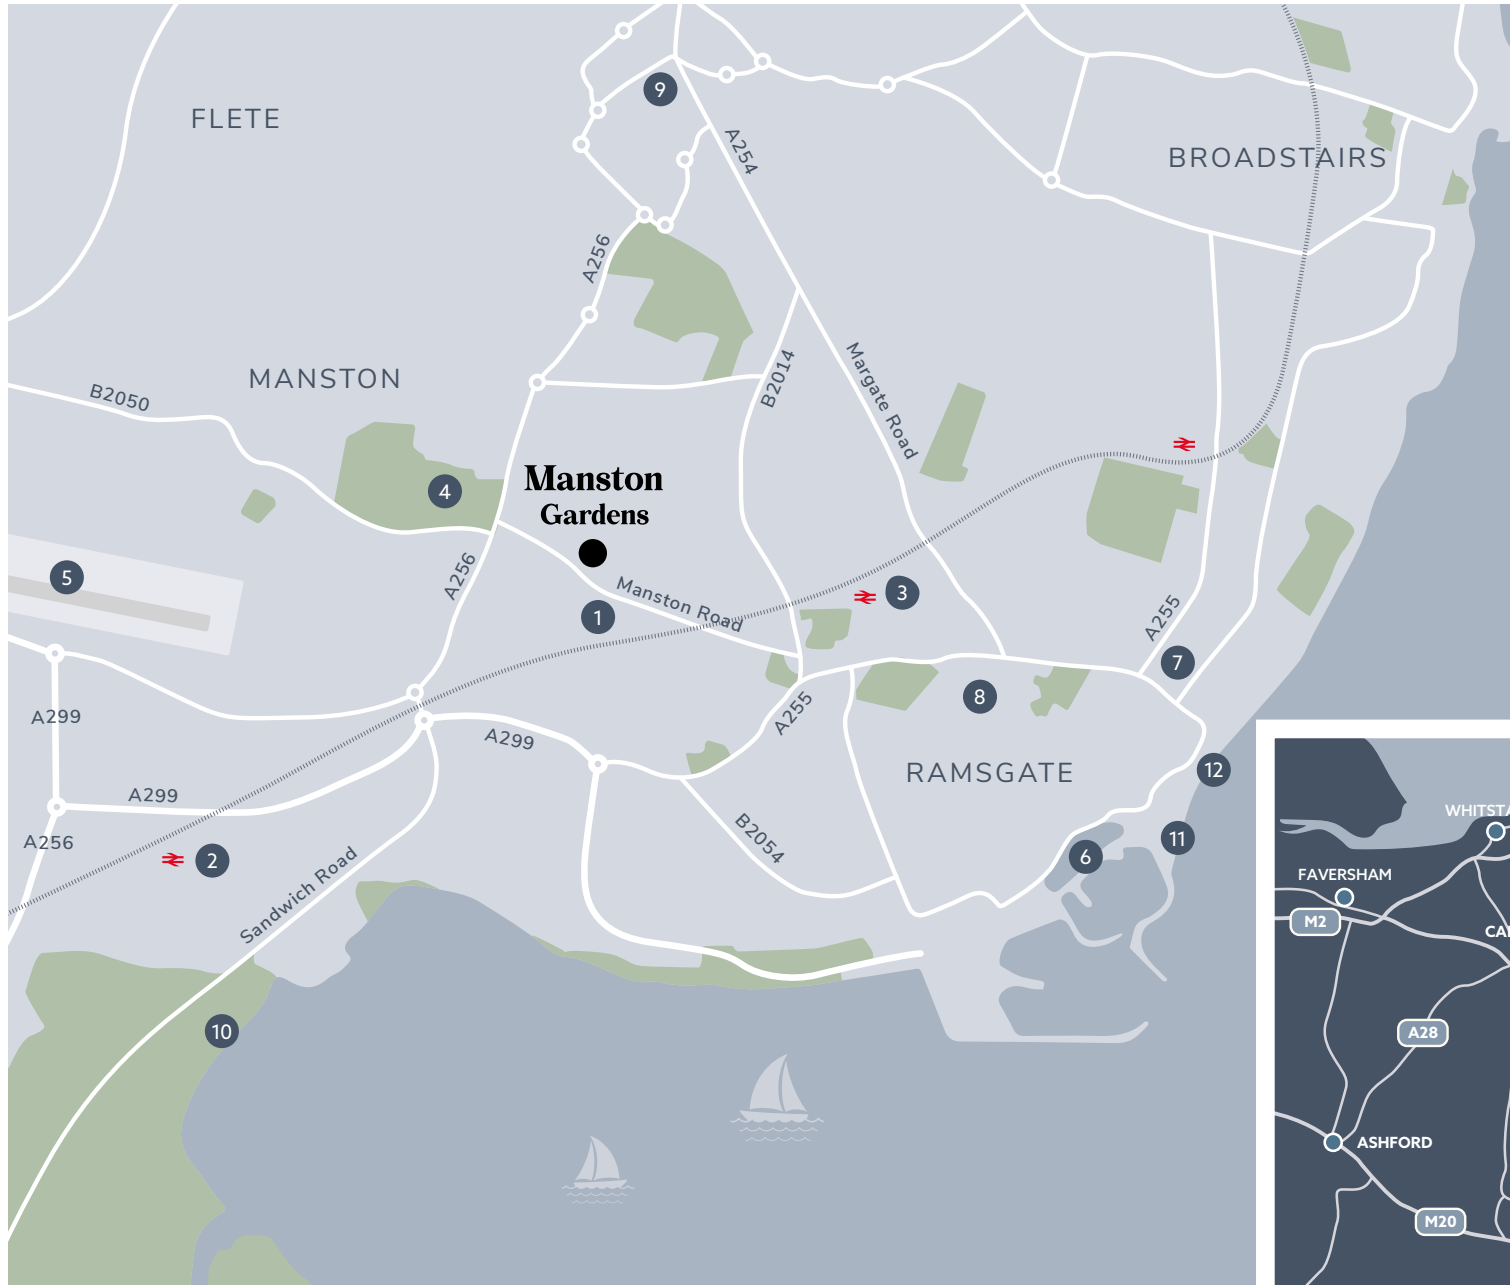 9
FLETE
A254
BROADSTAIRS
A256
MANSTON
B2050
B2014
Margate Road
4
Manston
Gardens
5
A256
Manston Road
1
3
A255
7
A299
A299
A255
8
RAMSGATE
12
A299
A256
2
B2054
6
11
Sandwich Road
10
WHITSTA
FAVERSHAM
M2
CA
A28
ASHFORD
M20